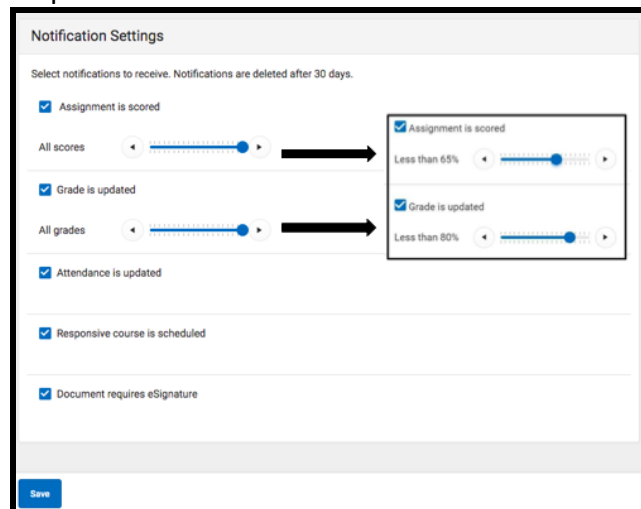 Notification Settings
Select notifications to receive. Notifications are deleted after 30 days.
Assignment is scored
All scores
Assignment is scored
Less than 65%
Grade is updated
All grades
Grade is updated
Less than 80%
Attendance is updated
Responsive course is scheduled
Document requires eSignature
Save